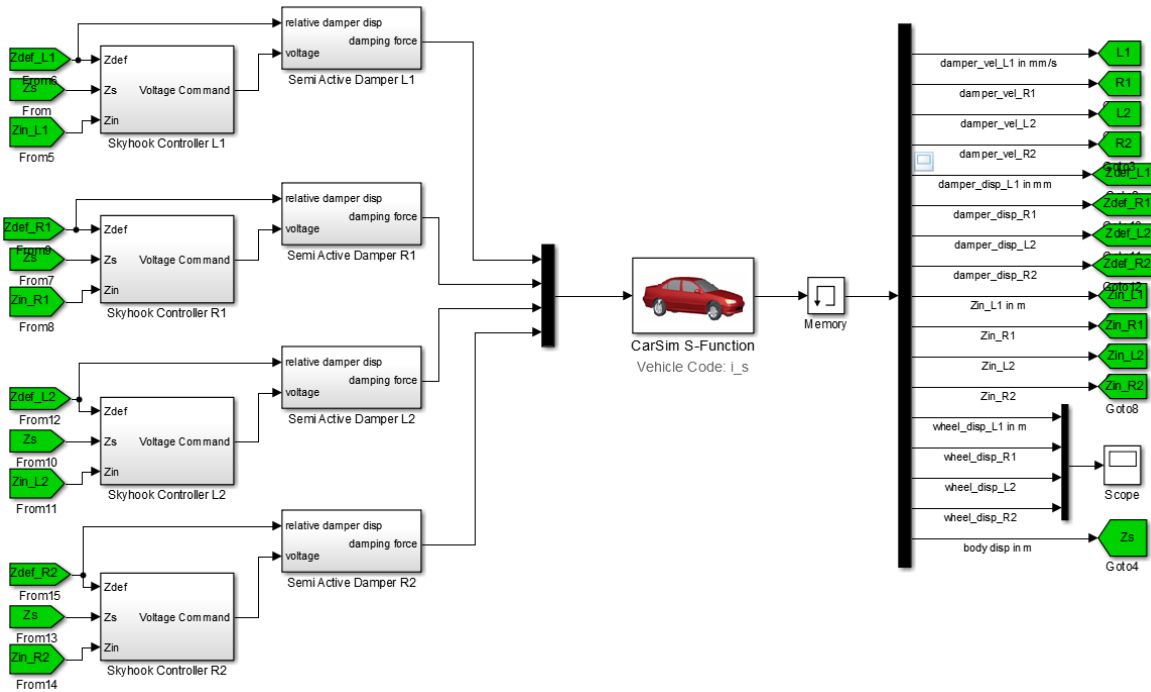 Zdef_L1
From6
Zs
From
Zin_L1
From5
Zdef
Zs
Zin
Voltage Command
Skyhook Controller L1
relative damper disp
voltage
damping force
Semi Active Damper L1
Zdef_R1
From9
Zs
From7
Zin_R1
From8
Zdef
Zs
Zin
Voltage Command
Skyhook Controller R1
relative damper disp
voltage
damping force
Semi Active Damper R1
Zdef_L2
From12
Zs
From10
Zin_L2
From11
Zdef
Zs
Zin
Voltage Command
Skyhook Controller L2
relative damper disp
voltage
damping force
Semi Active Damper L2
Zdef_R2
From15
Zs
From13
Zin_R2
From14
Zdef
Zs
Zin
Voltage Command
Skyhook Controller R2
relative damper disp
voltage
damping force
Semi Active Damper R2
CarSim S-Function
Vehicle Code: i_s
Memory
damper_vel_L1 in mm/s
damper_vel_R1
damper_vel_L2
damper_vel_R2
damper_disp_L1 in mm
damper_disp_R1
damper_disp_L2
damper_disp_R2
Zin_L1 in m
Zin_R1
Zin_L2
Zin_R2
wheel_disp_L1 in m
wheel_disp_R1
wheel_disp_L2
wheel_disp_R2
body disp in m
L1
R1
L2
R2
Goto3
Zdef_L1
Zdef_R1
Zdef_L2
Zdef_R2
Goto12
Zin_L1
Zin_R1
Zin_L2
Zin_R2
Goto8
Scope
Zs
Goto4